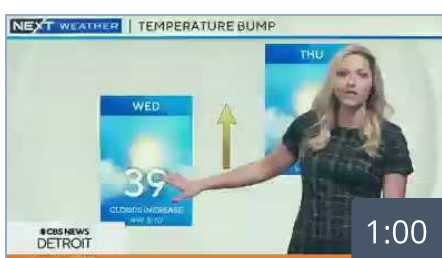 NEXT WEATHER | TEMPERATURE BUMP
THU
WED
39
CLOUDS INCREASE
CBS NEWS
DETROIT
1:00